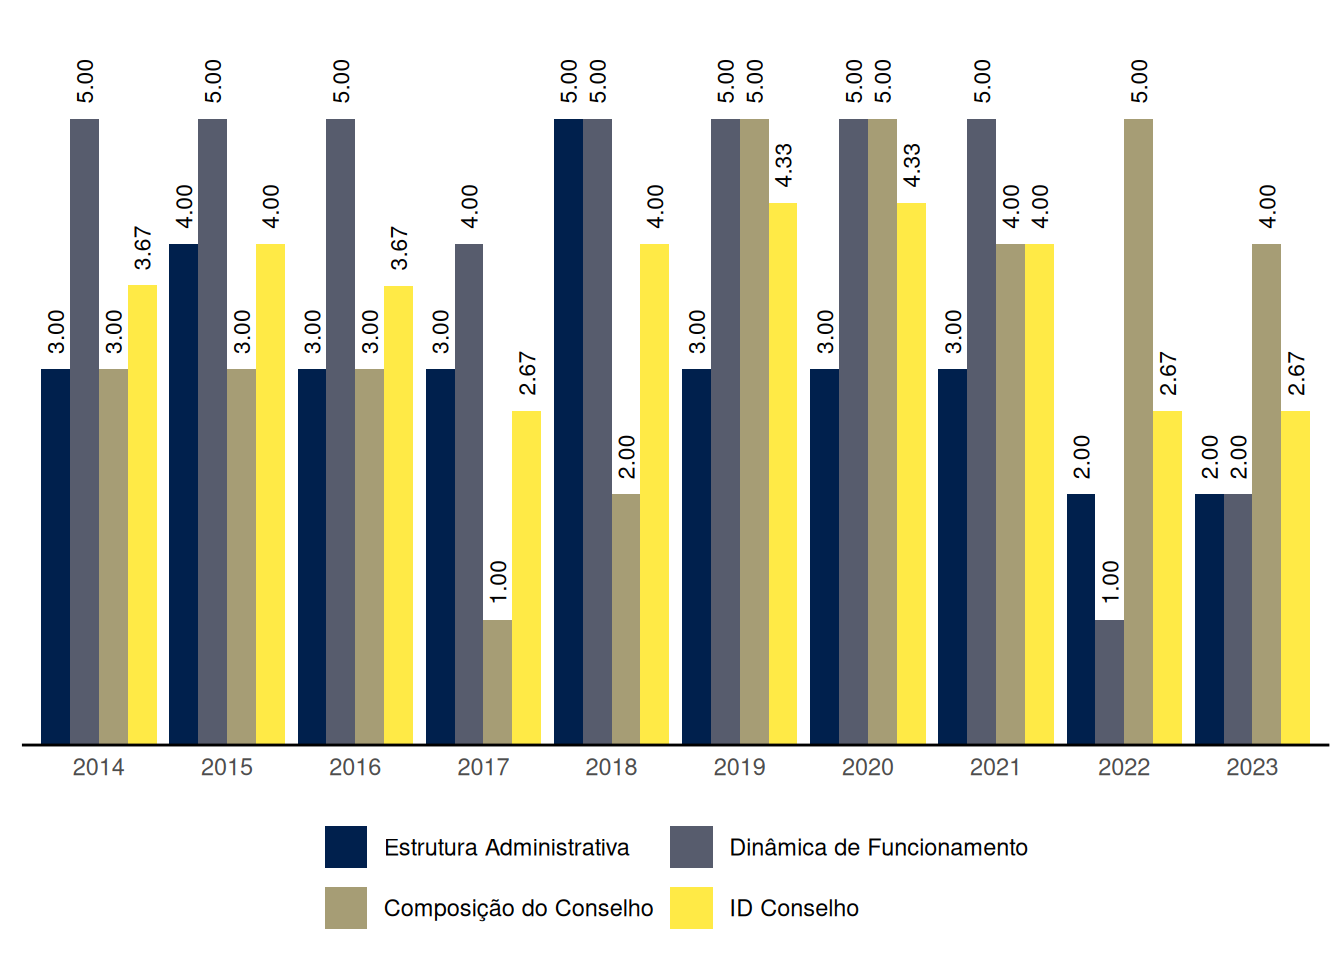 3.00 5.00 3.00 3.67 4.00 5.00 3.00 4.00 3.00 5.00 3.00 3.67 3.00 4.00 1.00 2.67 5.00 5.00 2.00 4.00 3.00 5.00 5.00 4.33 3.00 5.00 5.00 4.33 3.00 5.00 4.00 4.00 2.00 1.00 5.00 2.67 2.00 2.00 4.00 2.67
2014 2015 2016 2017 2018 2019 2020 2021 2022 2023
Estrutura Administrativa Dinâmica de Funcionamento
Composição do Conselho ID Conselho